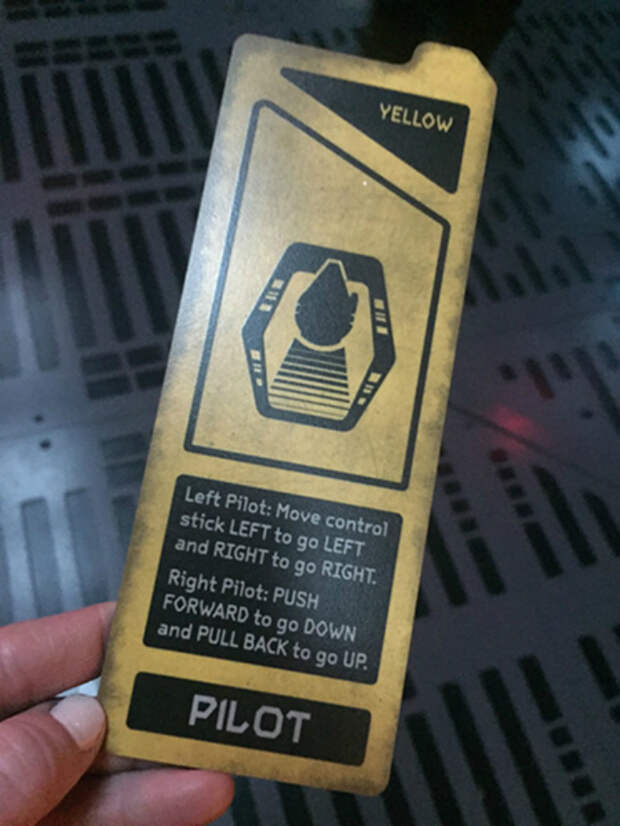 YELLOW
Left Pilot: Move control
stick LEFT to go LEFT
and RIGHT to go RIGHT.
Right Pilot: PUSH
FORWARD to go DOWN
and PULL BACK to go UP.
PILOT